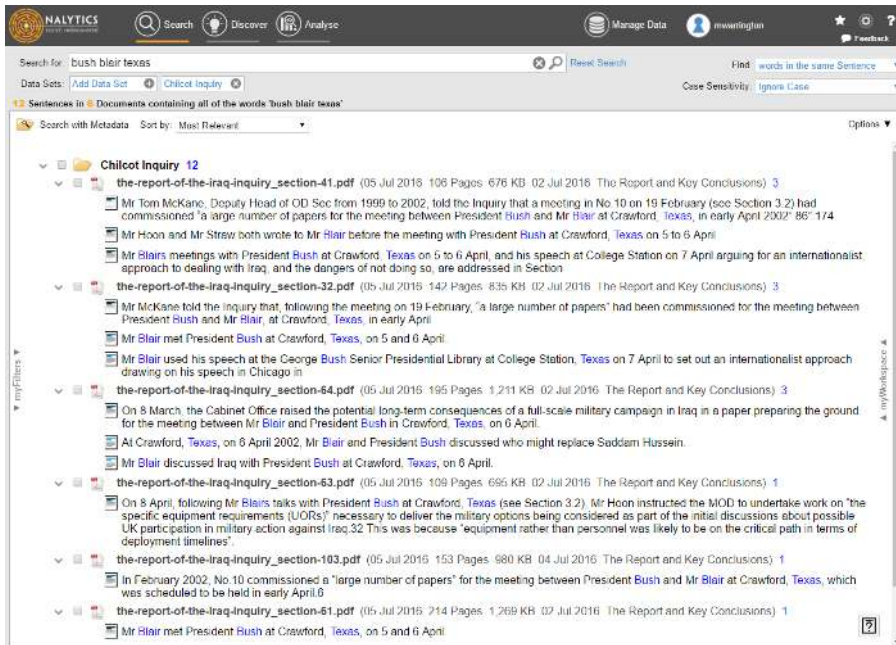 NALYTICS
Search
Discover
Analyse
Manage Data
mwarrington
?
Feedback
Search for: bush blair texas
Reset Search
Find words in the same Sentence
Data Sets: Add Data Set Chilcot Inquiry
Case Sensitivity: Ignore Case
12 Sentences in 6 Documents containing all of the words 'bush blair texas'
Search with Metadata Sort by: Most Relevant
Options
Chilcot Inquiry 12
the-report-of-the-iraq-inquiry_section-41.pdf (05 Jul 2016 106 Pages 676 KB 02 Jul 2016 The Report and Key Conclusions) 3
Mr Tom McKane, Deputy Head of OD Sec from 1999 to 2002, told the Inquiry that a meeting in No.10 on 19 February (see Section 3.2) had
commissioned "a large number of papers for the meeting between President Bush and Mr Blair at Crawford, Texas, in early April 2002" 86" 174
Mr Hoon and Mr Straw both wrote to Mr Blair before the meeting with President Bush at Crawford, Texas on 5 to 6 April
Mr Blairs meetings with President Bush at Crawford, Texas on 5 to 6 April, and his speech at College Station on 7 April arguing for an internationalist
approach to dealing with Iraq, and the dangers of not doing so, are addressed in Section
the-report-of-the-iraq-inquiry_section-32.pdf (05 Jul 2016 142 Pages 835 KB 02 Jul 2016 The Report and Key Conclusions) 3
Mr McKane told the Inquiry that, following the meeting on 19 February, "a large number of papers" had been commissioned for the meeting between
President Bush and Mr Blair, at Crawford, Texas, in early April
Mr Blair met President Bush at Crawford, Texas, on 5 and 6 April.
Mr Blair used his speech at the George Bush Senior Presidential Library at College Station, Texas on 7 April to set out an internationalist approach
drawing on his speech in Chicago in
the-report-of-the-iraq-inquiry_section-64.pdf (05 Jul 2016 195 Pages 1,211 KB 02 Jul 2016 The Report and Key Conclusions) 3
On 8 March, the Cabinet Office raised the potential long-term consequences of a full-scale military campaign in Iraq in a paper preparing the ground
for the meeting between Mr Blair and President Bush in Crawford, Texas, on 6 April.
At Crawford, Texas, on 6 April 2002, Mr Blair and President Bush discussed who might replace Saddam Hussein.
Mr Blair discussed Iraq with President Bush at Crawford, Texas, on 6 April.
the-report-of-the-iraq-inquiry_section-63.pdf (05 Jul 2016 109 Pages 695 KB 02 Jul 2016 The Report and Key Conclusions) 1
On 8 April, following Mr Blairs talks with President Bush at Crawford, Texas (see Section 3.2), Mr Hoon instructed the MOD to undertake work on "the
specific equipment requirements (UORs)" necessary to deliver the military options being considered as part of the initial discussions about possible
UK participation in military action against Iraq.32 This was because "equipment rather than personnel was likely to be on the critical path in terms of
deployment timelines".
the-report-of-the-iraq-inquiry_section-103.pdf (05 Jul 2016 153 Pages 980 KB 04 Jul 2016 The Report and Key Conclusions) 1
In February 2002, No.10 commissioned a "large number of papers" for the meeting between President Bush and Mr Blair at Crawford, Texas, which
was scheduled to be held in early April.6
the-report-of-the-iraq-inquiry_section-61.pdf (05 Jul 2016 214 Pages 1,269 KB 02 Jul 2016 The Report and Key Conclusions) 1
Mr Blair met President Bush at Crawford, Texas, on 5 and 6 April
myFilters
myWorkspace
?